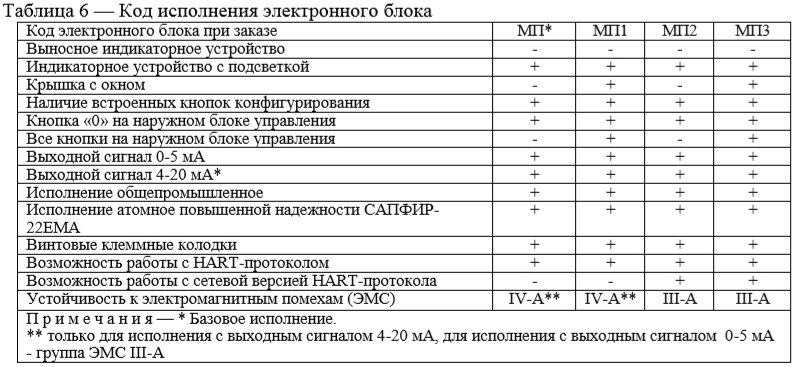 Таблица 6 — Код исполнения электронного блока
Код электронного блока при заказе МП* МП1 МП2 МП3
Выносное индикаторное устройство - - - -
Индикаторное устройство с подсветкой + + + +
Крышка с окном - + - +
Наличие встроенных кнопок конфигурирования + + + +
Кнопка «0» на наружном блоке управления + + + +
Все кнопки на наружном блоке управления - + - +
Выходной сигнал 0-5 мА + + + +
Выходной сигнал 4-20 мА* + + + +
Исполнение общепромышленное + + + +
Исполнение атомное повышенной надежности САПФИР- + + + +
22ЕМА
Винтовые клеммные колодки + + + +
Возможность работы с HART-протоколом + + + +
Возможность работы с сетевой версией HART-протокола - - + +
Устойчивость к электромагнитным помехам (ЭМС) IV-A** IV-A** III-A III-A
П р и м е ч а н и я — * Базовое исполнение.
** только для исполнения с выходным сигналом 4-20 мА, для исполнения с выходным сигналом 0-5 мА
- группа ЭМС III-A